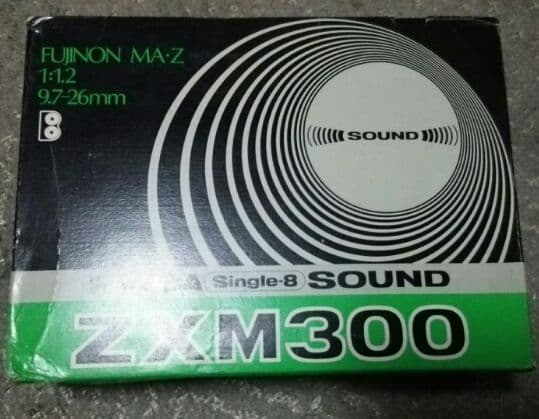 FUJINON MA·Z
1:1.2
9.7-26mm
SOUND
Single-8 SOUND
ZXM300